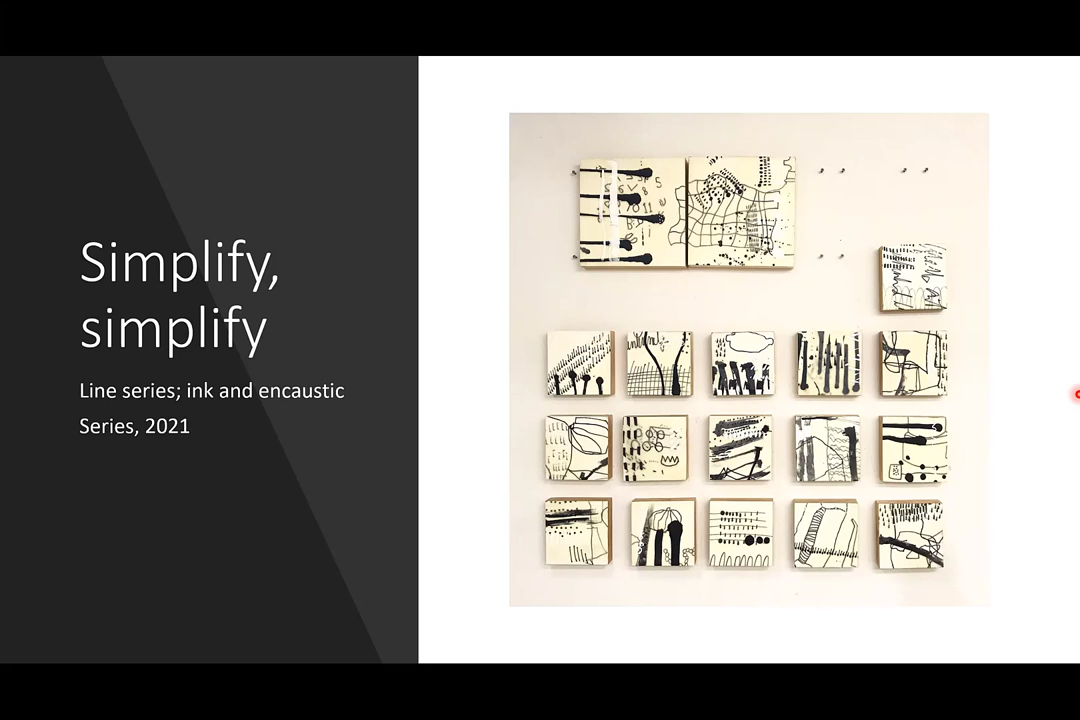 Simplify,
simplify
Line series; ink and encaustic
Series, 2021